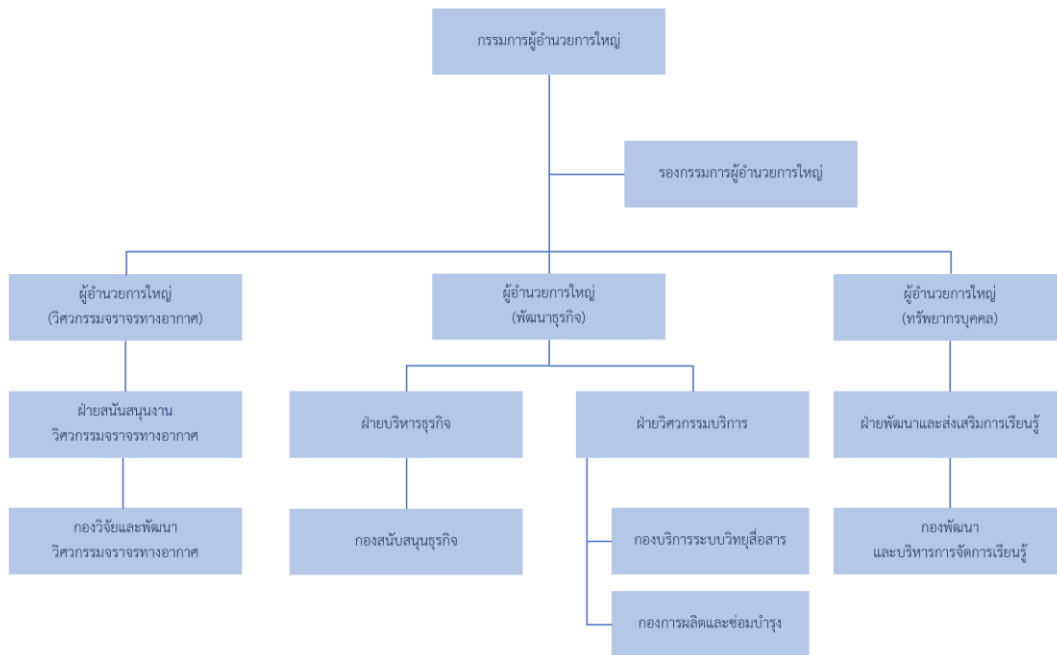 กรรมการผู้อำนวยการใหญ่
รองกรรมการผู้อำนวยการใหญ่
ผู้อำนวยการใหญ่
(วิศวกรรมจราจรทางอากาศ)
ผู้อำนวยการใหญ่
(พัฒนาธุรกิจ)
ผู้อำนวยการใหญ่
(ทรัพยากรบุคคล)
ฝ่ายสนันสนุนงาน
วิศวกรรมจราจรทางอากาศ
ฝ่ายบริหารธุรกิจ
ฝ่ายวิศวกรรมบริการ
ฝ่ายพัฒนาและส่งเสริมการเรียนรู้
กองวิจัยและพัฒนา
วิศวกรรมจราจรทางอากาศ
กองสนับสนุนธุรกิจ
กองบริการระบบวิทยุสื่อสาร
กองพัฒนา
และบริหารการจัดการเรียนรู้
กองการผลิตและซ่อมบำรุง